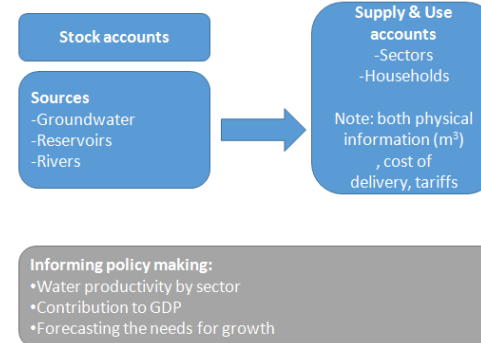 Stock accounts
Sources
-Groundwater
-Reservoirs
-Rivers
Supply & Use
accounts
-Sectors
-Households
Note: both physical
information (m³)
, cost of
delivery, tariffs
Informing policy making:
•Water productivity by sector
•Contribution to GDP
•Forecasting the needs for growth